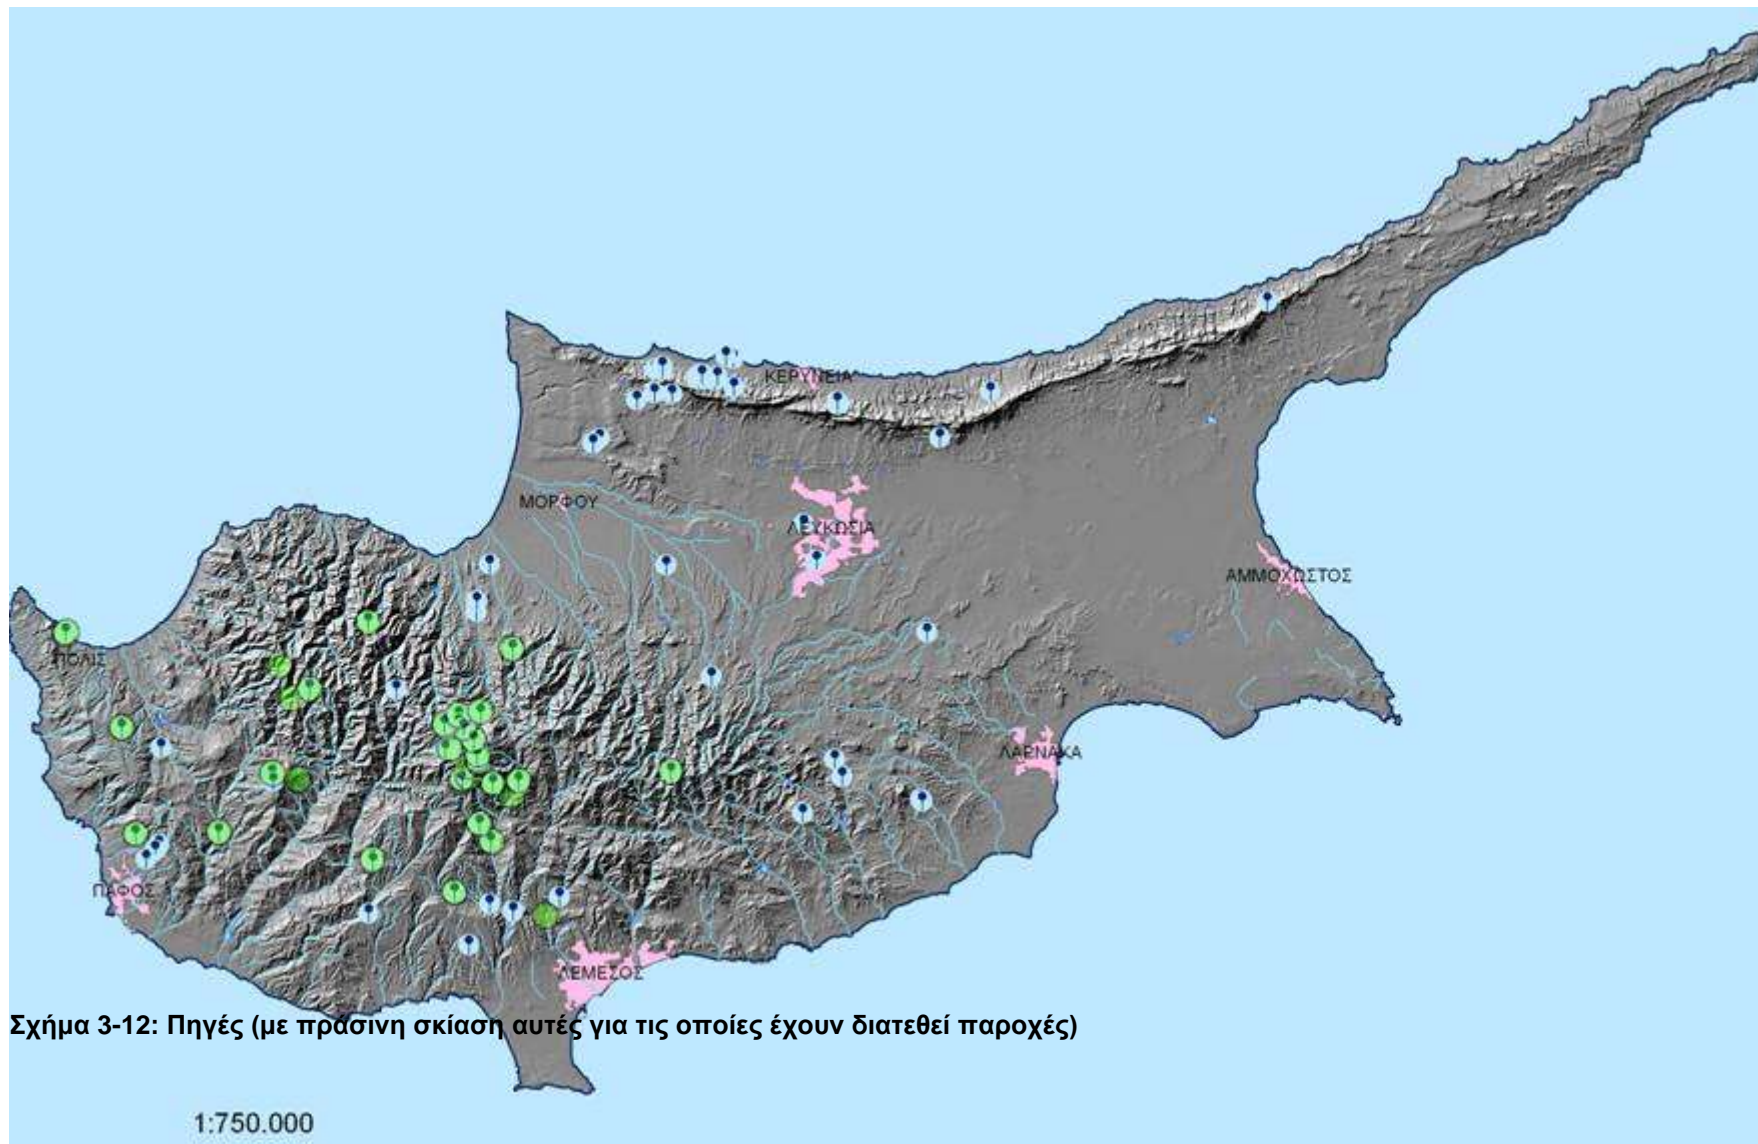 ΚΕΡΥΝΕΙΑ
ΜΟΡΦΟΥ
ΛΕΥΚΩΣΙΑ
ΑΜΜΟΧΩΣΤΟΣ
ΠΟΛΙΣ
ΛΑΡΝΑΚΑ
ΠΑΦΟΣ
ΛΕΜΕΣΟΣ
Σχήμα 3-12: Πηγές (με πράσινη σκίαση αυτές για τις οποίες έχουν διατεθεί παροχές)
1:750.000